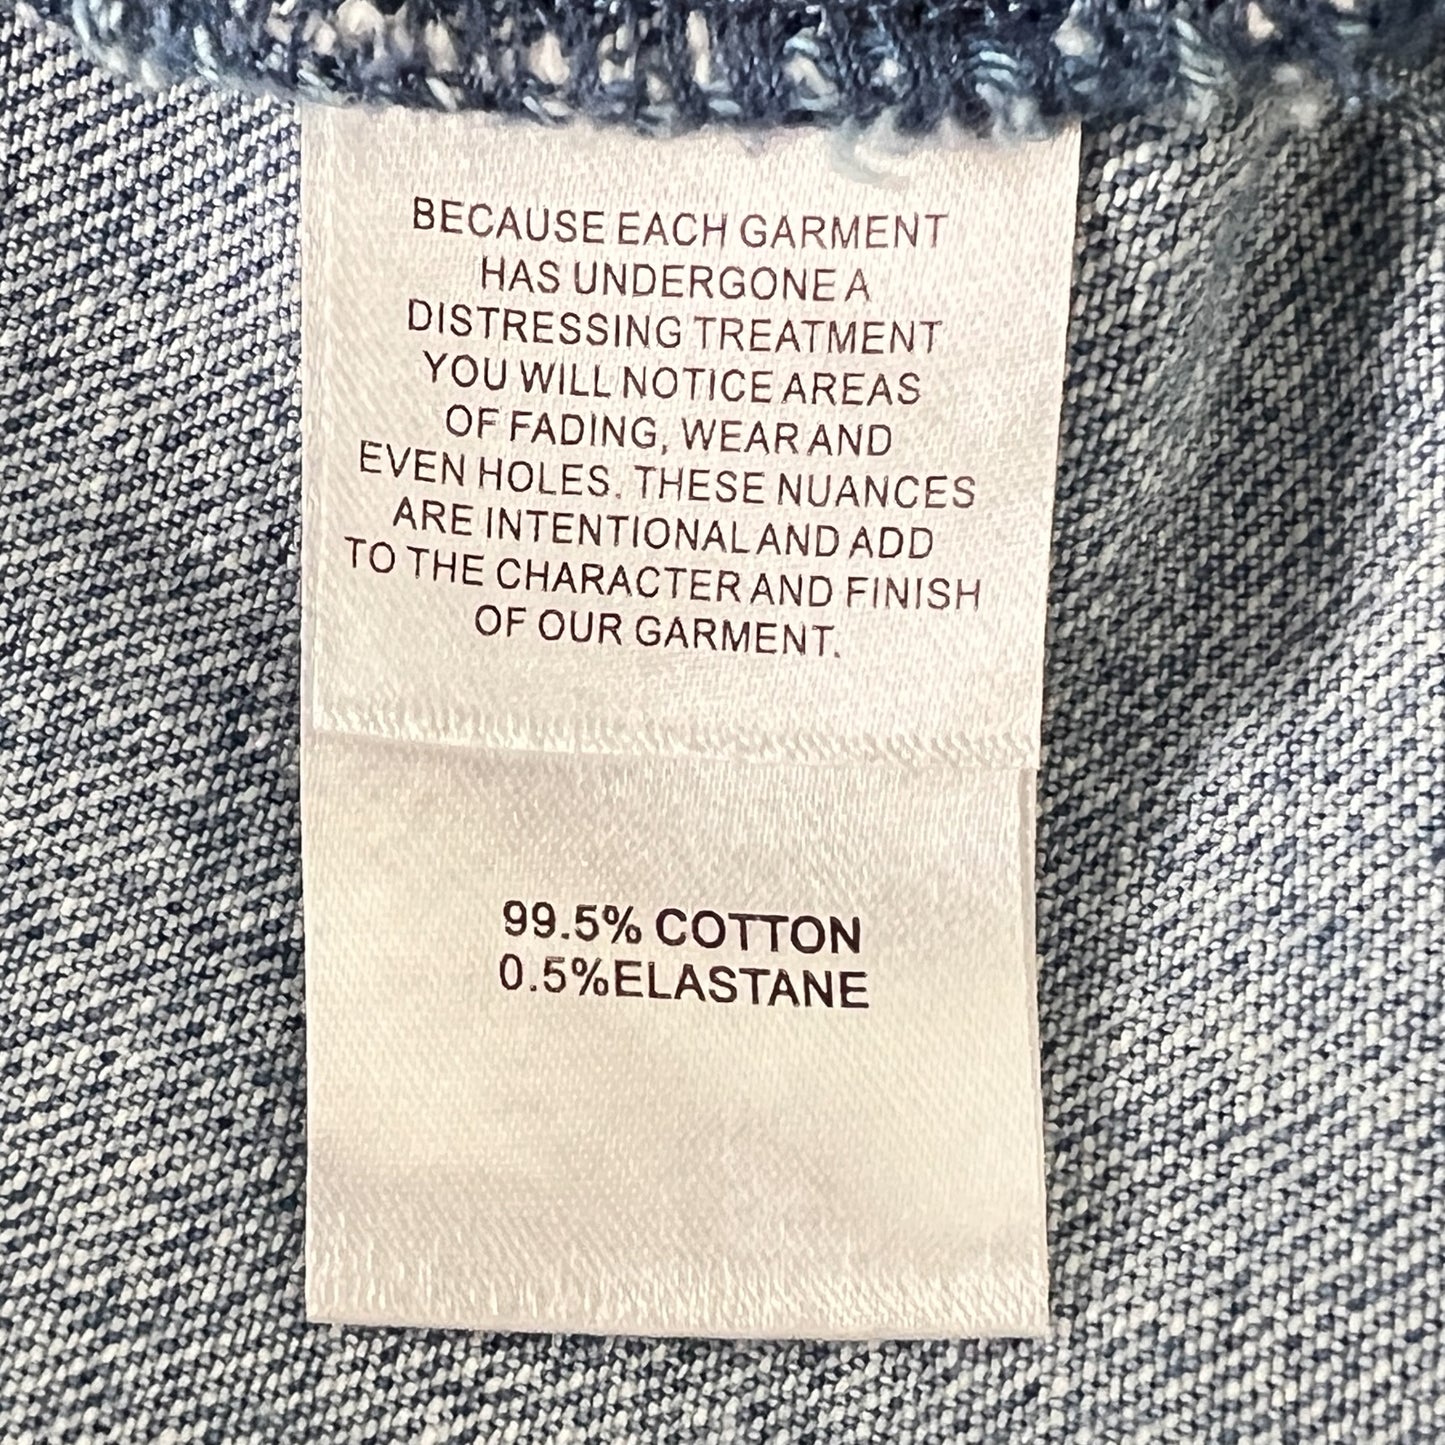 BECAUSE EACH GARMENT
HAS UNDERGONE A
DISTRESSING TREATMENT
YOU WILL NOTICE AREAS
OF FADING, WEAR AND
EVEN HOLES. THESE NUANCES
ARE INTENTIONAL AND ADD
TO THE CHARACTER AND FINISH
OF OUR GARMENT.
99.5% COTTON
0.5%ELASTANE